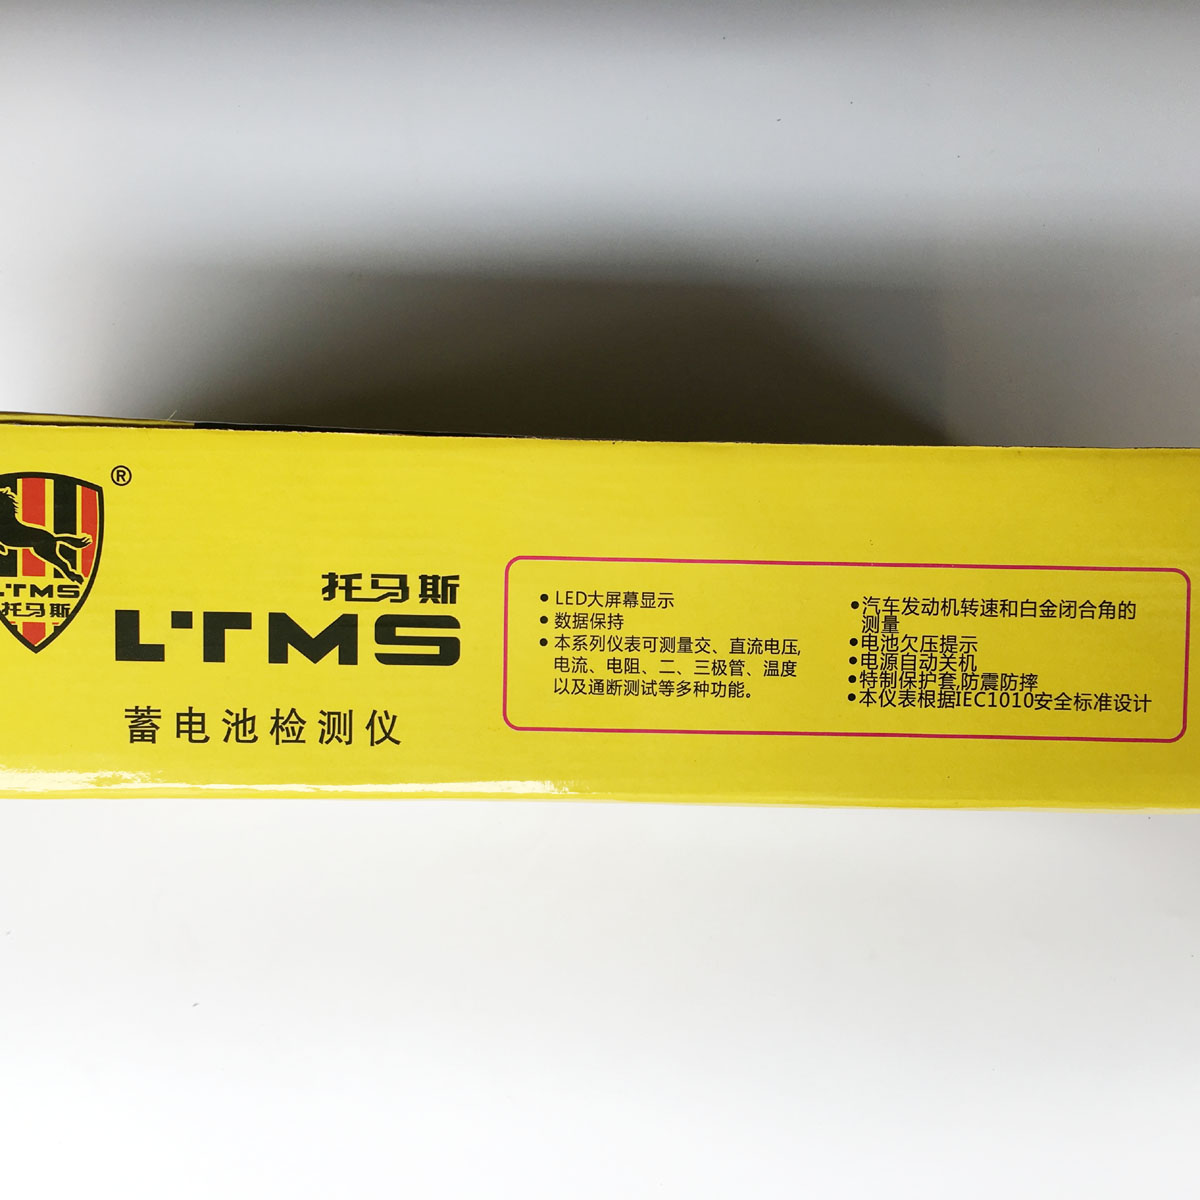 ®
LTMS
托马斯
托马斯
LTMS
蓄电池检测仪
●LED大屏幕显示
●数据保持
●本系列仪表可测量交、直流电压,
电流、电阻、二、三极管、温度
以及通断测试等多种功能。
●汽车发动机转速和白金闭合角的
测量
●电池欠压提示
●电源自动关机
●特制保护套,防震防摔
●本仪表根据IEC1010安全标准设计